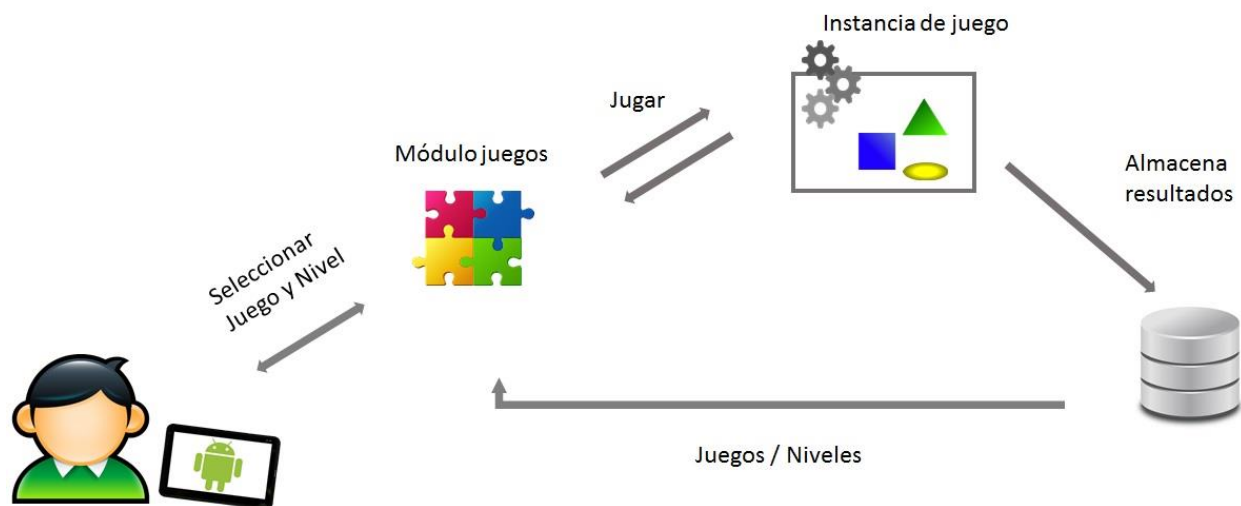 Instancia de juego
Jugar
Módulo juegos
Almacena
resultados
Seleccionar
Juego y Nivel
Juegos / Niveles